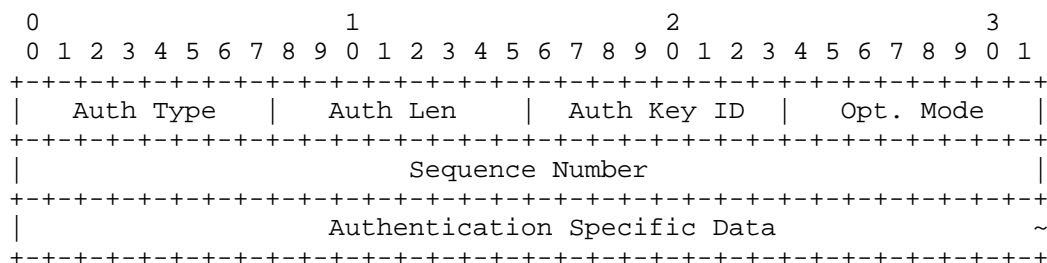 0                   1                   2                   3
 0 1 2 3 4 5 6 7 8 9 0 1 2 3 4 5 6 7 8 9 0 1 2 3 4 5 6 7 8 9 0 1
+-+-+-+-+-+-+-+-+-+-+-+-+-+-+-+-+-+-+-+-+-+-+-+-+-+-+-+-+-+-+-+-+
|   Auth Type   |   Auth Len    |  Auth Key ID  |   Opt. Mode   |
+-+-+-+-+-+-+-+-+-+-+-+-+-+-+-+-+-+-+-+-+-+-+-+-+-+-+-+-+-+-+-+-+
|                        Sequence Number                        |
+-+-+-+-+-+-+-+-+-+-+-+-+-+-+-+-+-+-+-+-+-+-+-+-+-+-+-+-+-+-+-+-+
|                   Authentication Specific Data                ~
+-+-+-+-+-+-+-+-+-+-+-+-+-+-+-+-+-+-+-+-+-+-+-+-+-+-+-+-+-+-+-+-+